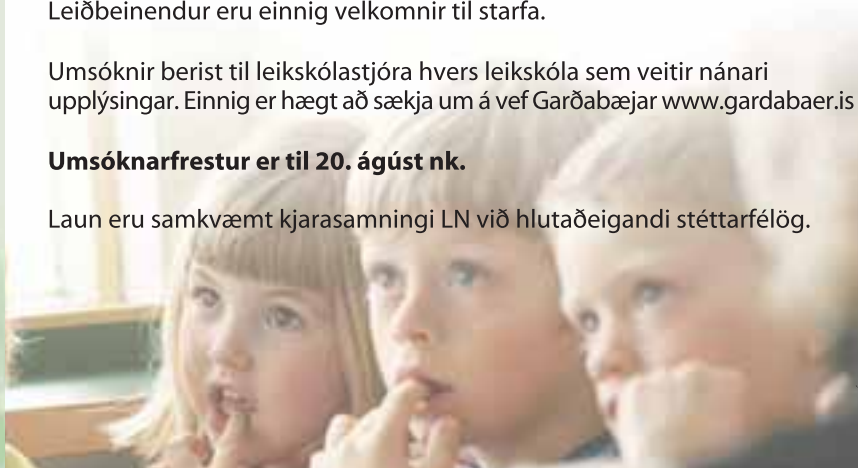 Leiðbeinendur eru einnig velkomnir til starfa.
Umsóknir berist til leikskólastjóra hvers leikskóla sem veitir nánari
upplýsingar. Einnig er hægt að sækja um á vef Garðabæjar www.gardabaer.is
Umsóknarfrestur er til 20. ágúst nk.
Laun eru samkvæmt kjarasamningi LN við hlutaðeigandi stéttarfélög.